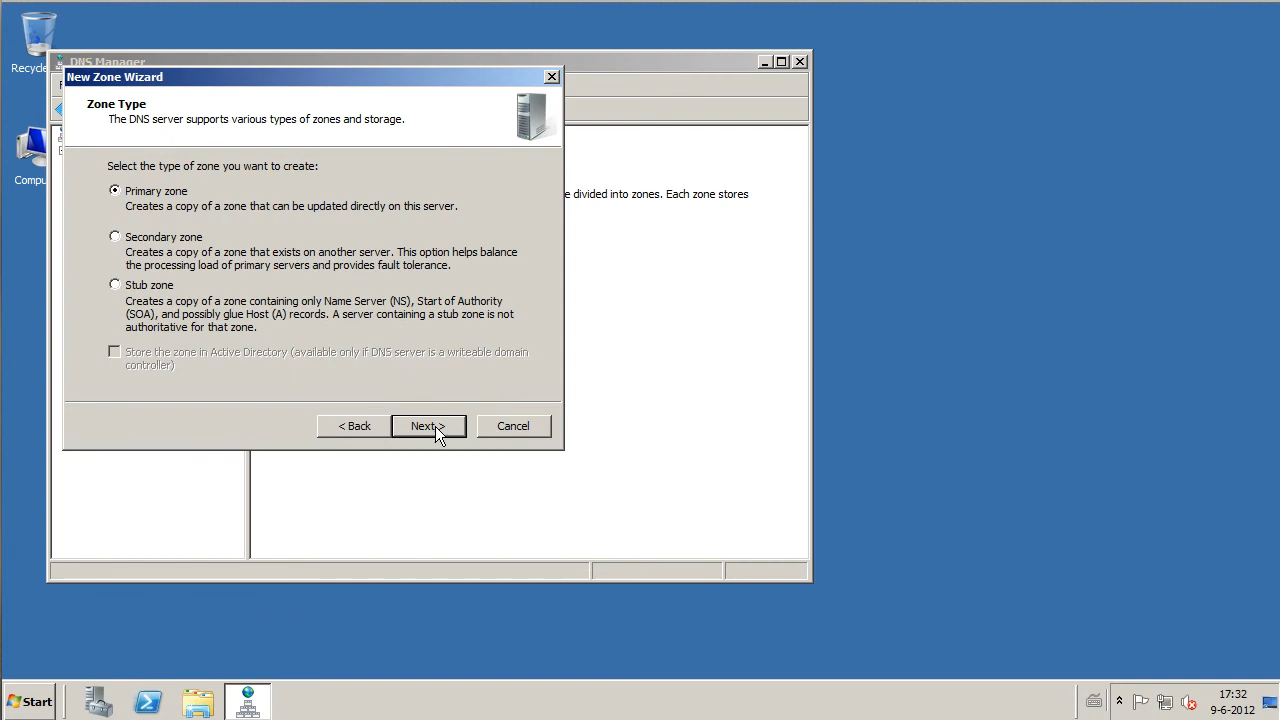 Recycle
DNS Manager
New Zone Wizard
Zone Type
The DNS server supports various types of zones and storage.
Compu
Select the type of zone you want to create:
Primary zone
Creates a copy of a zone that can be updated directly on this server.
e divided into zones. Each zone stores
Secondary zone
Creates a copy of a zone that exists on another server. This option helps balance
the processing load of primary servers and provides fault tolerance.
Stub zone
Creates a copy of a zone containing only Name Server (NS), Start of Authority
(SOA), and possibly glue Host (A) records. A server containing a stub zone is not
authoritative for that zone.
Store the zone in Active Directory (available only if DNS server is a writeable domain
controller)
< Back
Next >
Cancel
Start
17:32
9-6-2012